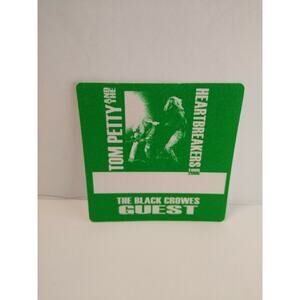 TOM PETTY AND THE
HEARTBREAKERS
THE BLACK CROWES
GUEST